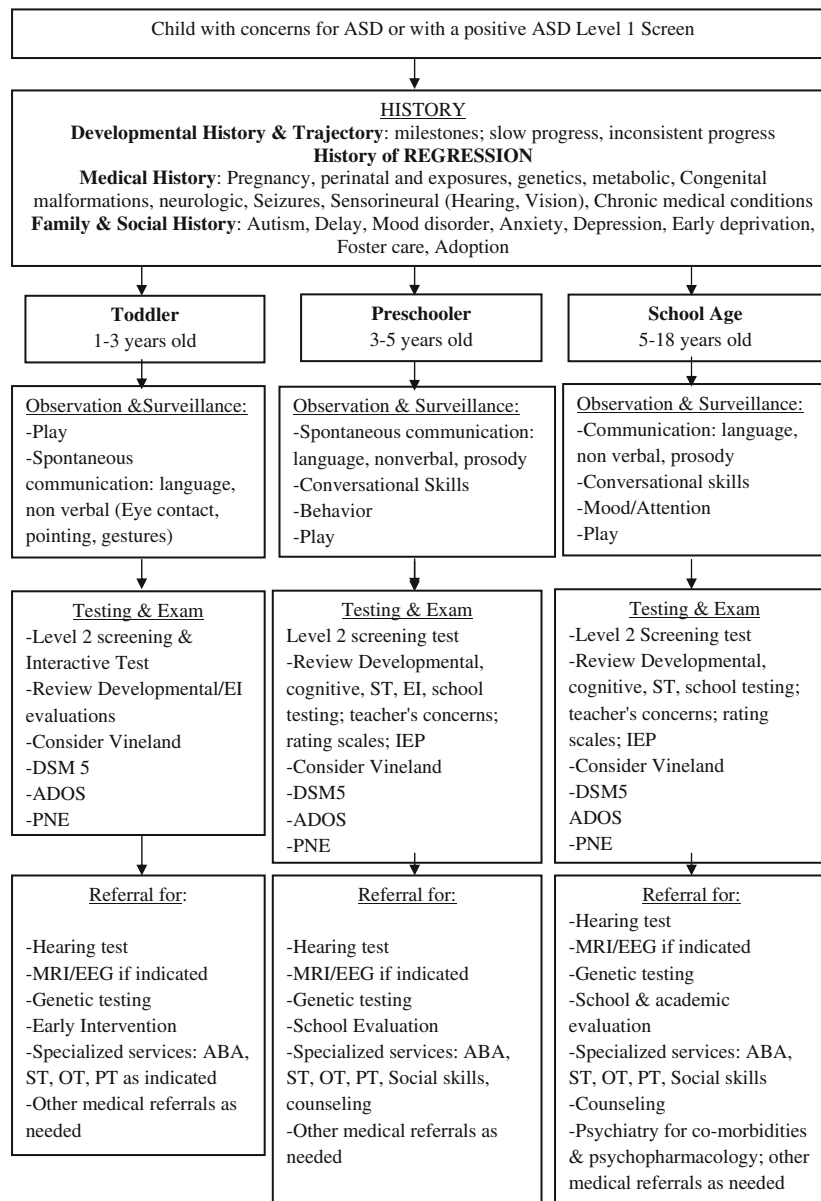 Child with concerns for ASD or with a positive ASD Level 1 Screen
HISTORY
Developmental History & Trajectory: milestones; slow progress, inconsistent progress
History of REGRESSION
Medical History: Pregnancy, perinatal and exposures, genetics, metabolic, Congenital
malformations, neurologic, Seizures, Sensorineural (Hearing, Vision), Chronic medical conditions
Family & Social History: Autism, Delay, Mood disorder, Anxiety, Depression, Early deprivation,
Foster care, Adoption
Toddler
1-3 years old
Preschooler
3-5 years old
School Age
5-18 years old
Observation &Surveillance:
-Play
-Spontaneous
communication: language,
non verbal (Eye contact,
pointing, gestures)
Observation & Surveillance:
-Spontaneous communication:
language, nonverbal, prosody
-Conversational Skills
-Behavior
-Play
Observation & Surveillance:
-Communication: language,
non verbal, prosody
-Conversational skills
-Mood/Attention
-Play
Testing & Exam
-Level 2 screening &
Interactive Test
-Review Developmental/EI
evaluations
-Consider Vineland
-DSM 5
-ADOS
-PNE
Testing & Exam
Level 2 screening test
-Review Developmental,
cognitive, ST, EI, school
testing; teacher's concerns;
rating scales; IEP
-Consider Vineland
-DSM5
-ADOS
-PNE
Testing & Exam
-Level 2 Screening test
-Review Developmental,
cognitive, ST, school testing;
teacher's concerns; rating
scales; IEP
-Consider Vineland
-DSM5
ADOS
-PNE
Referral for:
-Hearing test
-MRI/EEG if indicated
-Genetic testing
-Early Intervention
-Specialized services: ABA,
ST, OT, PT as indicated
-Other medical referrals as
needed
Referral for:
-Hearing test
-MRI/EEG if indicated
-Genetic testing
-School Evaluation
-Specialized services: ABA,
ST, OT, PT, Social skills,
counseling
-Other medical referrals as
needed
Referral for:
-Hearing test
-MRI/EEG if indicated
-Genetic testing
-School & academic
evaluation
-Specialized services: ABA,
ST, OT, PT, Social skills
-Counseling
-Psychiatry for co-morbidities
& psychopharmacology; other
medical referrals as needed